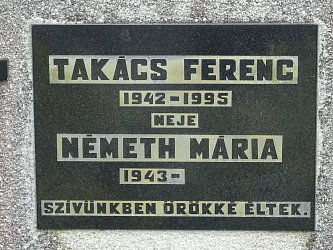 TAKÁCS FERENC
1942-1995
NEJE
NÉMETH MÁRIA
1943-
SZÍVÜNKBEN ÖRÖKKÉ ÉLTEK.